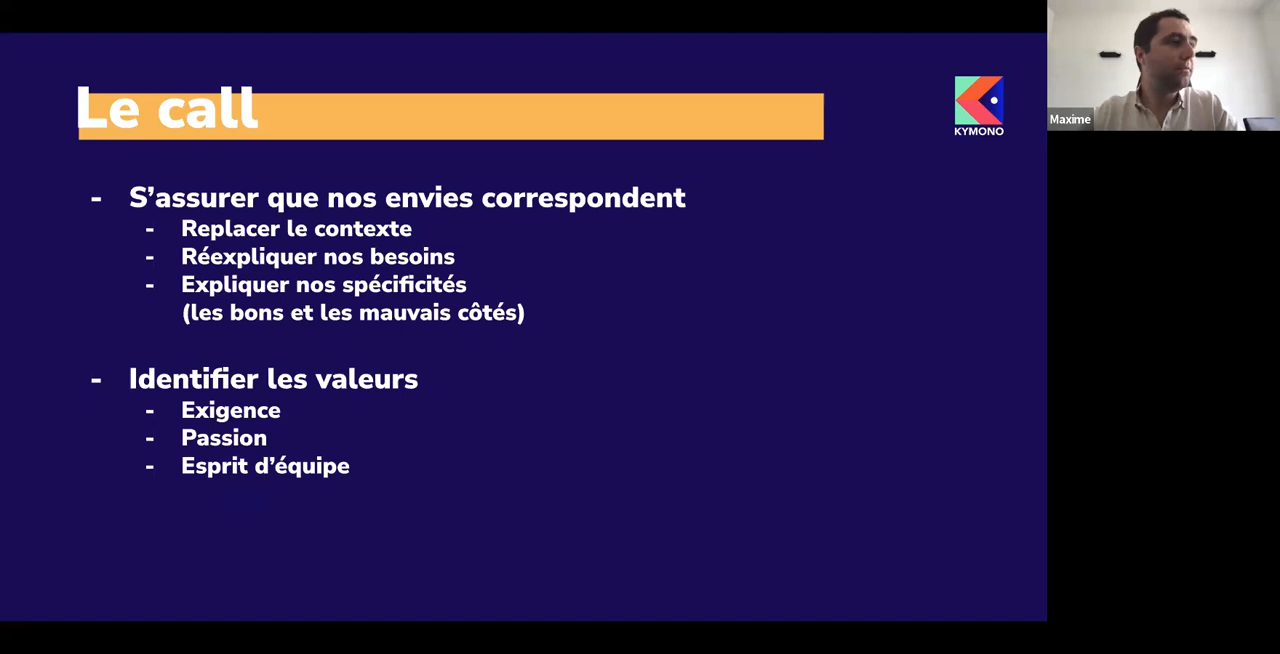 Le call
KYMONO
Maxime
- S’assurer que nos envies correspondent
- Replacer le contexte
- Réexpliquer nos besoins
- Expliquer nos spécificités
(les bons et les mauvais côtés)
- Identifier les valeurs
- Exigence
- Passion
- Esprit d’équipe